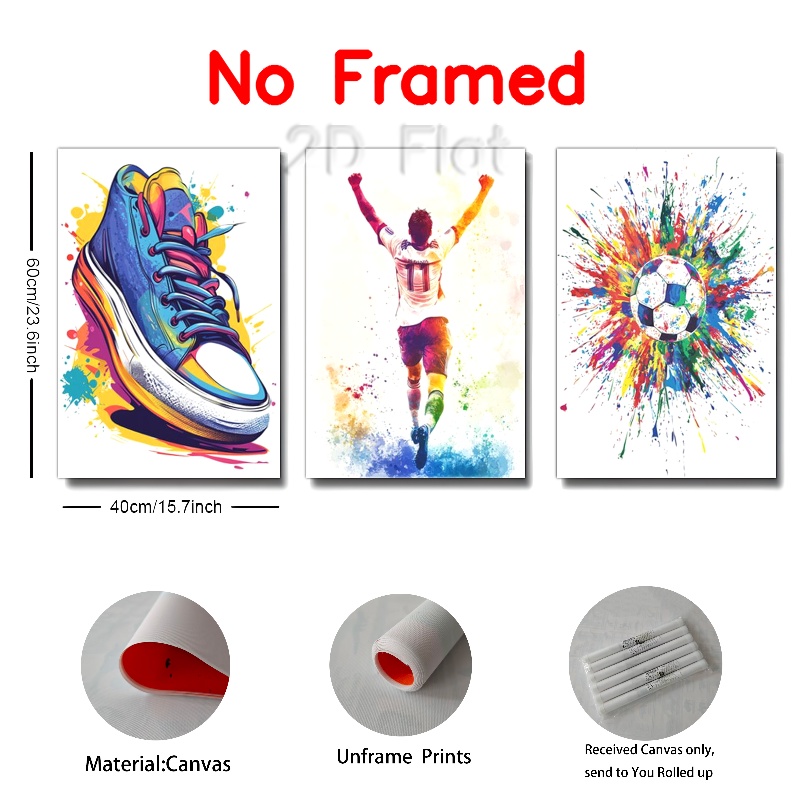 No Framed
2D Flat
60cm/23.6inch
11
40cm/15.7inch
Material:Canvas
Unframe Prints
Received Canvas only,
send to You Rolled up